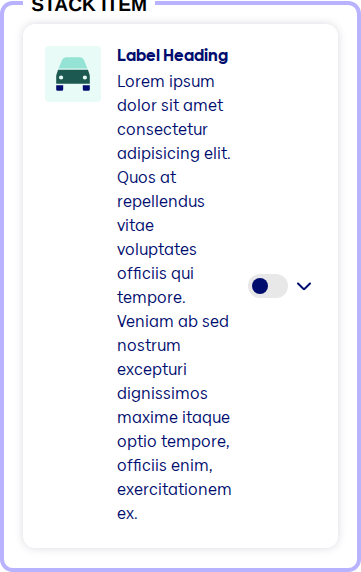 STACK ITEM
Label Heading
Lorem ipsum
dolor sit amet
consectetur
adipisicing elit.
Quos at
repellendus
vitae
voluptates
officiis qui
tempore.
Veniam ab sed
nostrum
excepturi
dignissimos
maxime itaque
optio tempore,
officiis enim,
exercitationem
ex.